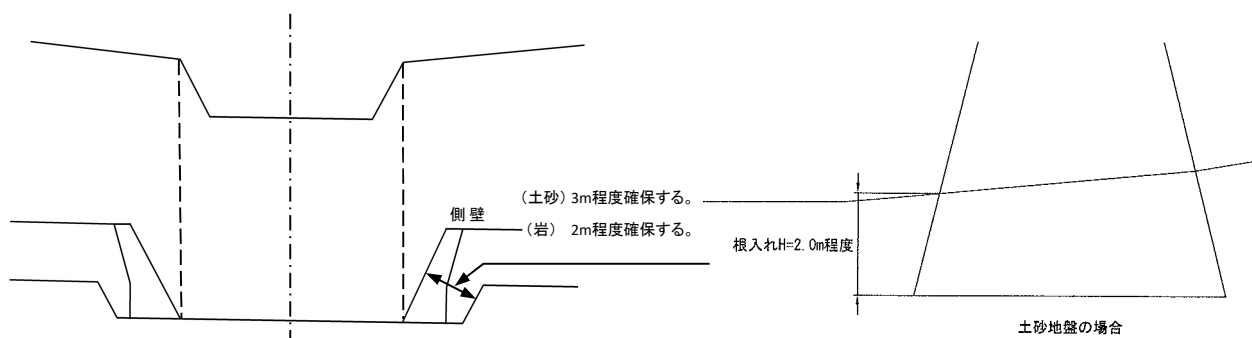 (土砂) 3m程度確保する。
側 壁
(岩) 2m程度確保する。
根入れH=2.0m程度
土砂地盤の場合